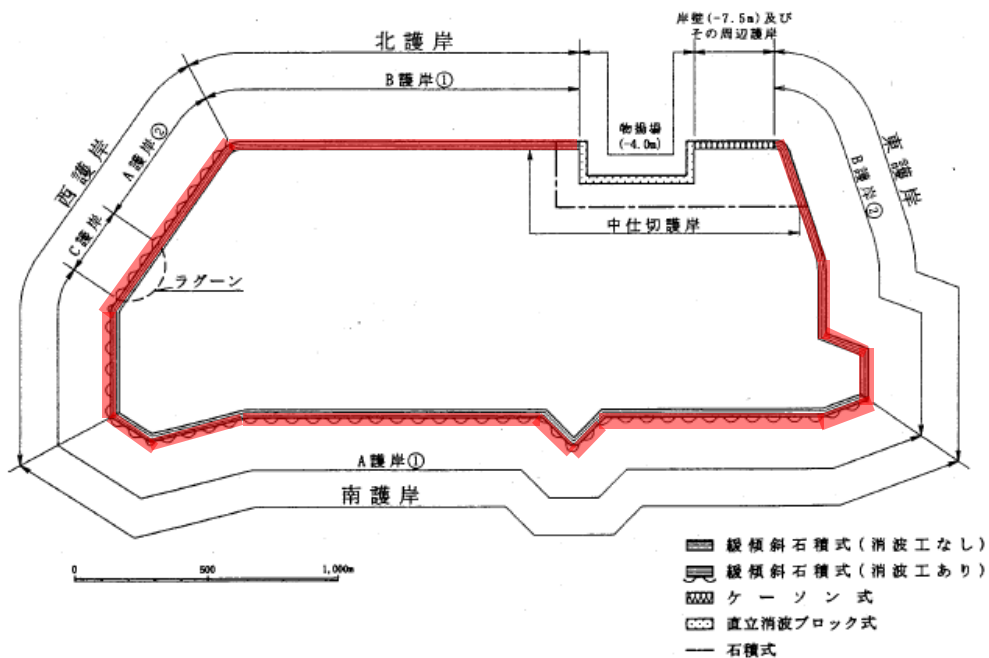 岸壁(-7.5m)及び
その周辺護岸
北護岸
B護岸①
物揚場
(-4.0m)
西護岸
A護岸②
C護岸
東護岸
B護岸②
中仕切護岸
ラグーン
A護岸①
南護岸
0 500 1,000m
緩傾斜石積式(消波工なし)
緩傾斜石積式(消波工あり)
ケーソン式
直立消波ブロック式
石積式